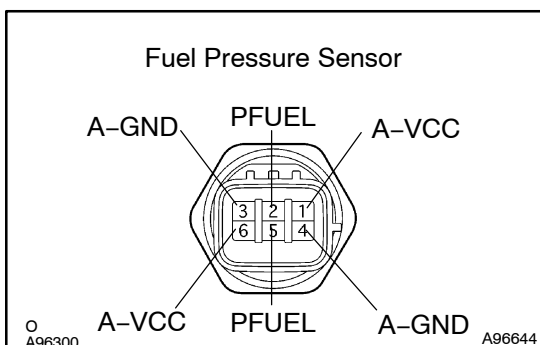 Fuel Pressure Sensor
A–GND PFUEL A–VCC
3 2 1
6 5 4
A–VCC PFUEL A–GND
O
A96300 A96644